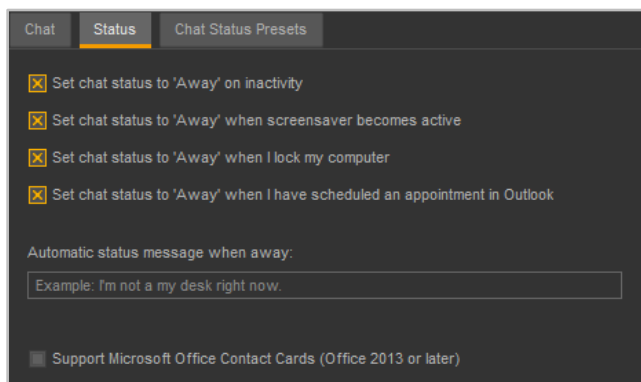 Chat Status Chat Status Presets
Set chat status to 'Away' on inactivity
Set chat status to 'Away' when screensaver becomes active
Set chat status to 'Away' when I lock my computer
Set chat status to 'Away' when I have scheduled an appointment in Outlook
Automatic status message when away:
Example: I'm not a my desk right now.
Support Microsoft Office Contact Cards (Office 2013 or later)